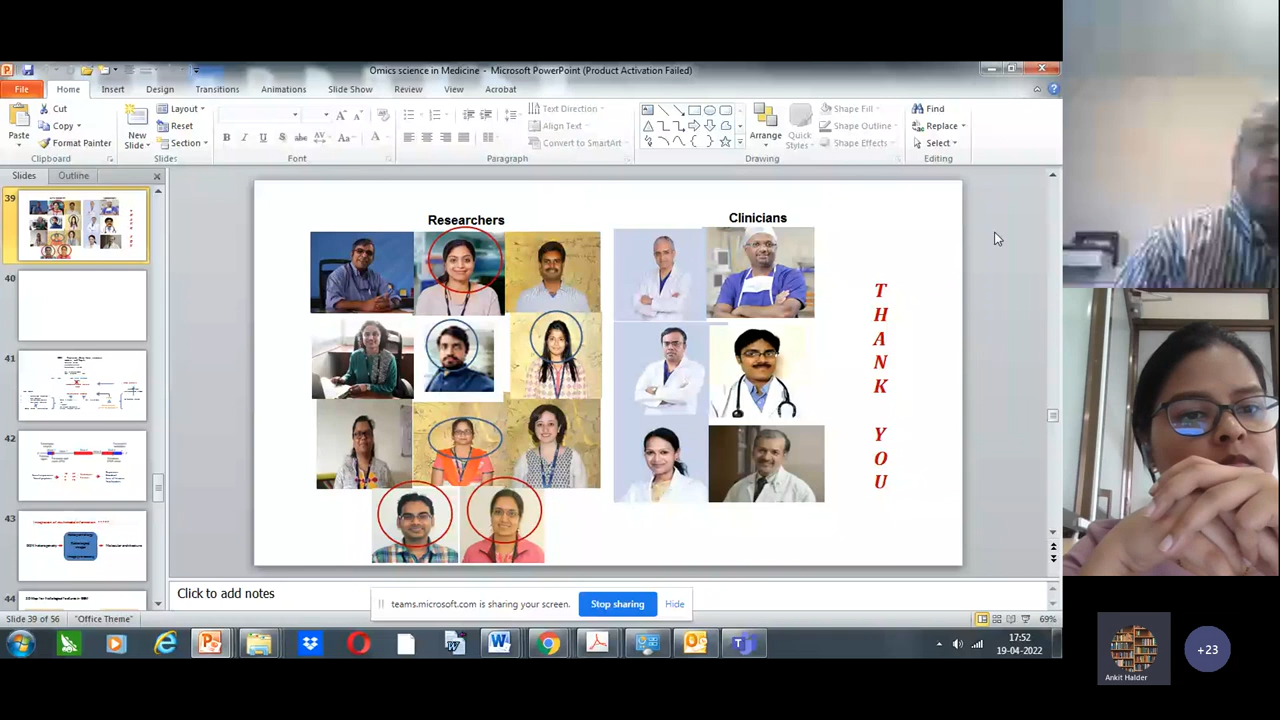 Omics science in Medicine - Microsoft PowerPoint (Product Activation Failed)
File Home Insert Design Transitions Animations Slide Show Review View Acrobat
Paste
Cut
Copy
Format Painter
Clipboard
New Slide
Layout
Reset
Section
Slides
B I U S abc AV Aa A
Font
Paragraph
Text Direction
Align Text
Convert to SmartArt
Arrange
Quick Styles
Shape Fill
Shape Outline
Shape Effects
Drawing
Find
Replace
Select
Editing
Slides Outline
39
40
41
42
43
44
Researchers
Clinicians
T
H
A
N
K
Y
O
U
Click to add notes
teams.microsoft.com is sharing your screen. Stop sharing Hide
Slide 39 of 56 "Office Theme" 69%
17:52
19-04-2022
Ankit Halder
+23